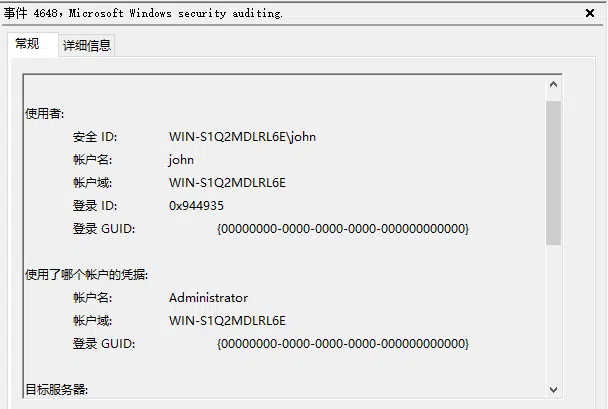 事件 4648，Microsoft Windows security auditing.
常规 详细信息
使用者:
安全 ID: WIN-S1Q2MDLRL6E\john
帐户名: john
帐户域: WIN-S1Q2MDLRL6E
登录 ID: 0x944935
登录 GUID: {00000000-0000-0000-0000-000000000000}
使用了哪个帐户的凭据:
帐户名: Administrator
帐户域: WIN-S1Q2MDLRL6E
登录 GUID: {00000000-0000-0000-0000-000000000000}
目标服务器: